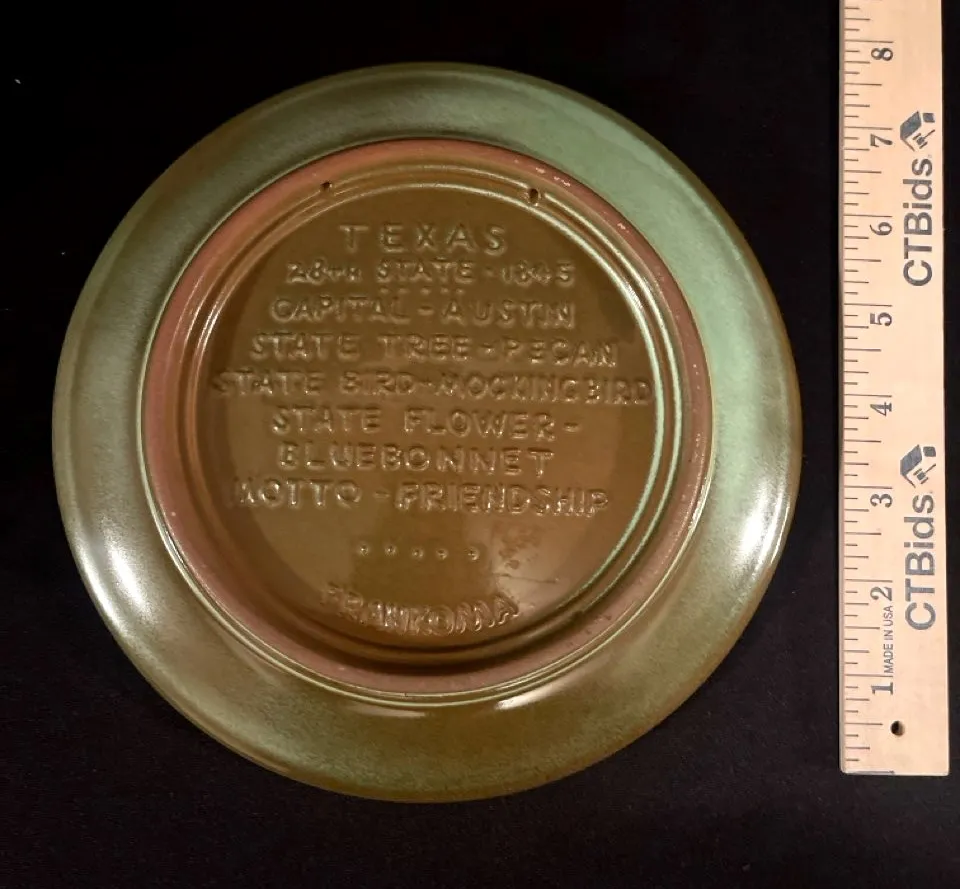 TEXAS
28TH STATE - 1845
CAPITAL - AUSTIN
STATE TREE - PECAN
STATE BIRD - MOCKINGBIRD
STATE FLOWER -
BLUEBONNET
MOTTO - FRIENDSHIP
FRANKOMA
8
7
6
5
4
3
2
1
CTBids
CTBids
MADE IN USA